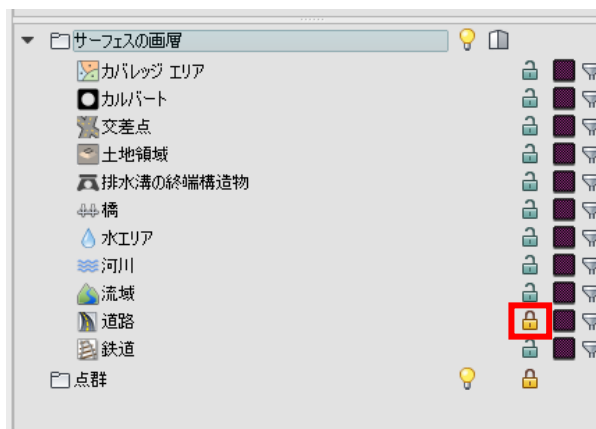 サーフェスの画層
カバレッジ エリア
カルバート
交差点
土地領域
排水溝の終端構造物
橋
水エリア
河川
流域
道路
鉄道
点群